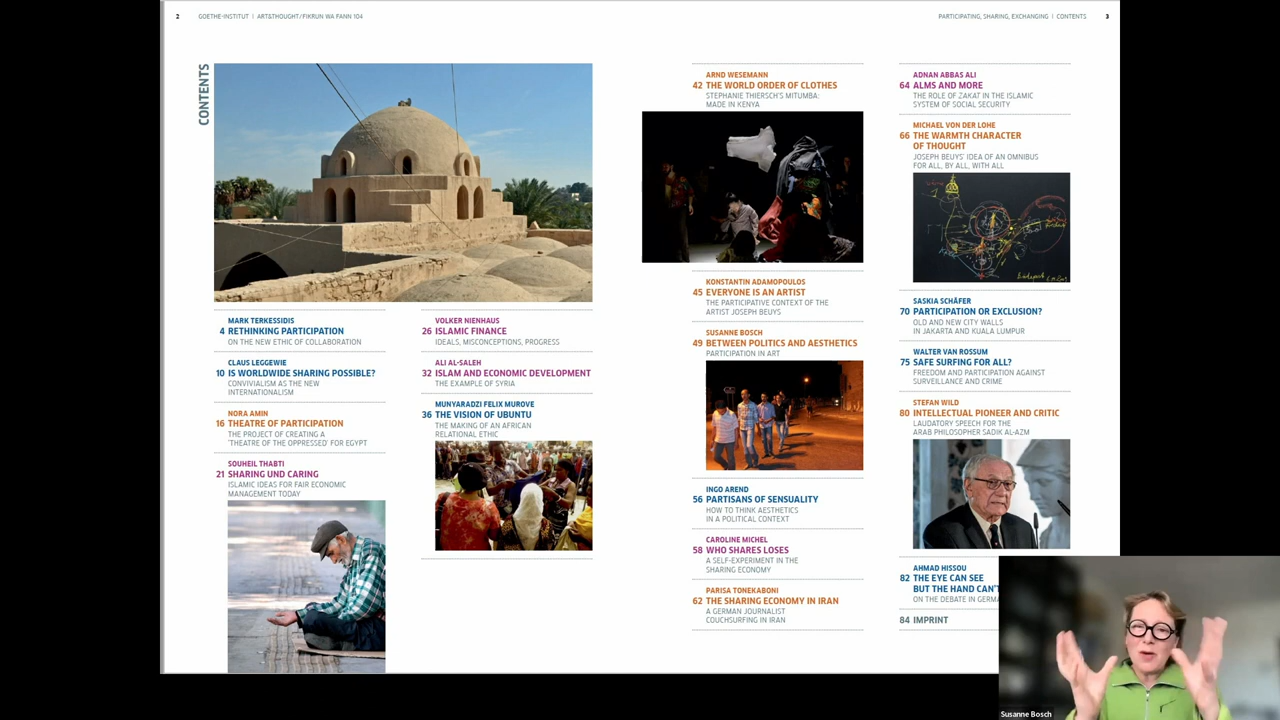 2 GOETHE-INSTITUT | ART&THOUGHT/FIKRUN WA FANN 104
PARTICIPATING, SHARING, EXCHANGING | CONTENTS 3
CONTENTS
MARK TERKESSIDIS
4 RETHINKING PARTICIPATION
ON THE NEW ETHIC OF COLLABORATION
CLAUS LEGGEWIE
10 IS WORLDWIDE SHARING POSSIBLE?
CONVIVIALISM AS THE NEW
INTERNATIONALISM
NORA AMIN
16 THEATRE OF PARTICIPATION
THE PROJECT OF CREATING A
'THEATRE OF THE OPPRESSED' FOR EGYPT
SOUHEIL THABTI
21 SHARING UND CARING
ISLAMIC IDEAS FOR FAIR ECONOMIC
MANAGEMENT TODAY
VOLKER NIENHAUS
26 ISLAMIC FINANCE
IDEALS, MISCONCEPTIONS, PROGRESS
ALI AL-SALEH
32 ISLAM AND ECONOMIC DEVELOPMENT
THE EXAMPLE OF SYRIA
MUNYARADZI FELIX MUROVE
36 THE VISION OF UBUNTU
THE MAKING OF AN AFRICAN
RELATIONAL ETHIC
ARND WESEMANN
42 THE WORLD ORDER OF CLOTHES
STEPHANIE THIERSCH'S MITUMBA:
MADE IN KENYA
KONSTANTIN ADAMOPOULOS
45 EVERYONE IS AN ARTIST
THE PARTICIPATIVE CONTEXT OF THE
ARTIST JOSEPH BEUYS
SUSANNE BOSCH
49 BETWEEN POLITICS AND AESTHETICS
PARTICIPATION IN ART
INGO AREND
56 PARTISANS OF SENSUALITY
HOW TO THINK AESTHETICS
IN A POLITICAL CONTEXT
CAROLINE MICHEL
58 WHO SHARES LOSES
A SELF-EXPERIMENT IN THE
SHARING ECONOMY
PARISA TONEKABONI
62 THE SHARING ECONOMY IN IRAN
A GERMAN JOURNALIST
COUCHSURFING IN IRAN
ADNAN ABBAS ALI
64 ALMS AND MORE
THE ROLE OF ZAKAT IN THE ISLAMIC
SYSTEM OF SOCIAL SECURITY
MICHAEL VON DER LOHE
66 THE WARMTH CHARACTER
OF THOUGHT
JOSEPH BEUYS' IDEA OF AN OMNIBUS
FOR ALL, BY ALL, WITH ALL
SASKIA SCHÄFER
70 PARTICIPATION OR EXCLUSION?
OLD AND NEW CITY WALLS
IN JAKARTA AND KUALA LUMPUR
WALTER VAN ROSSUM
75 SAFE SURFING FOR ALL?
FREEDOM AND PARTICIPATION AGAINST
SURVEILLANCE AND CRIME
STEFAN WILD
80 INTELLECTUAL PIONEER AND CRITIC
LAUDATORY SPEECH FOR THE
ARAB PHILOSOPHER SADIK AL-AZM
AHMAD HISSOU
82 THE EYE CAN SEE
BUT THE HAND CAN'T
ON THE DEBATE IN GERMA
84 IMPRINT
Susanne Bosch